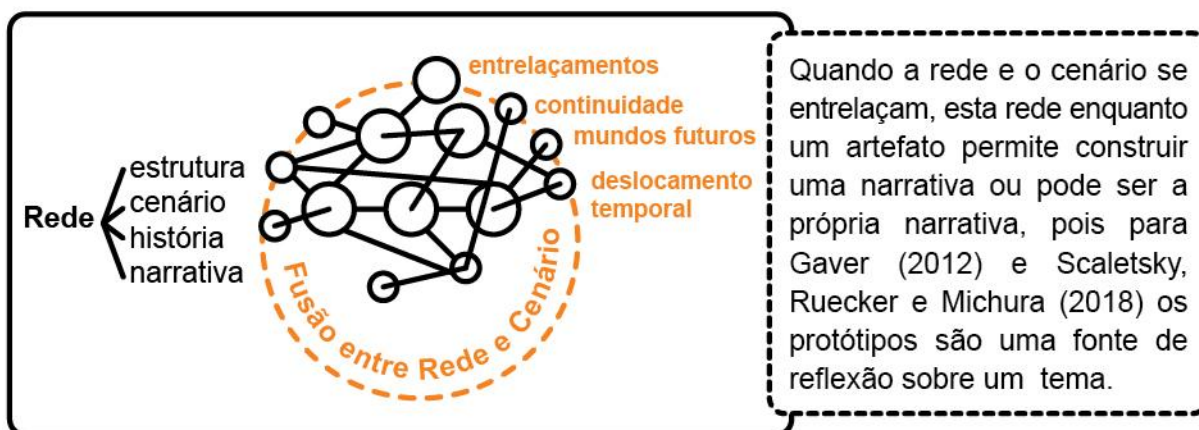 Rede
estrutura
cenário
história
narrativa
entrelaçamentos
continuidade
mundos futuros
deslocamento
temporal
Fusão entre Rede e Cenário
Quando a rede e o cenário se
entrelaçam, esta rede enquanto
um artefato permite construir
uma narrativa ou pode ser a
própria narrativa, pois para
Gaver (2012) e Scaletsky,
Ruecker e Michura (2018) os
protótipos são uma fonte de
reflexão sobre um tema.